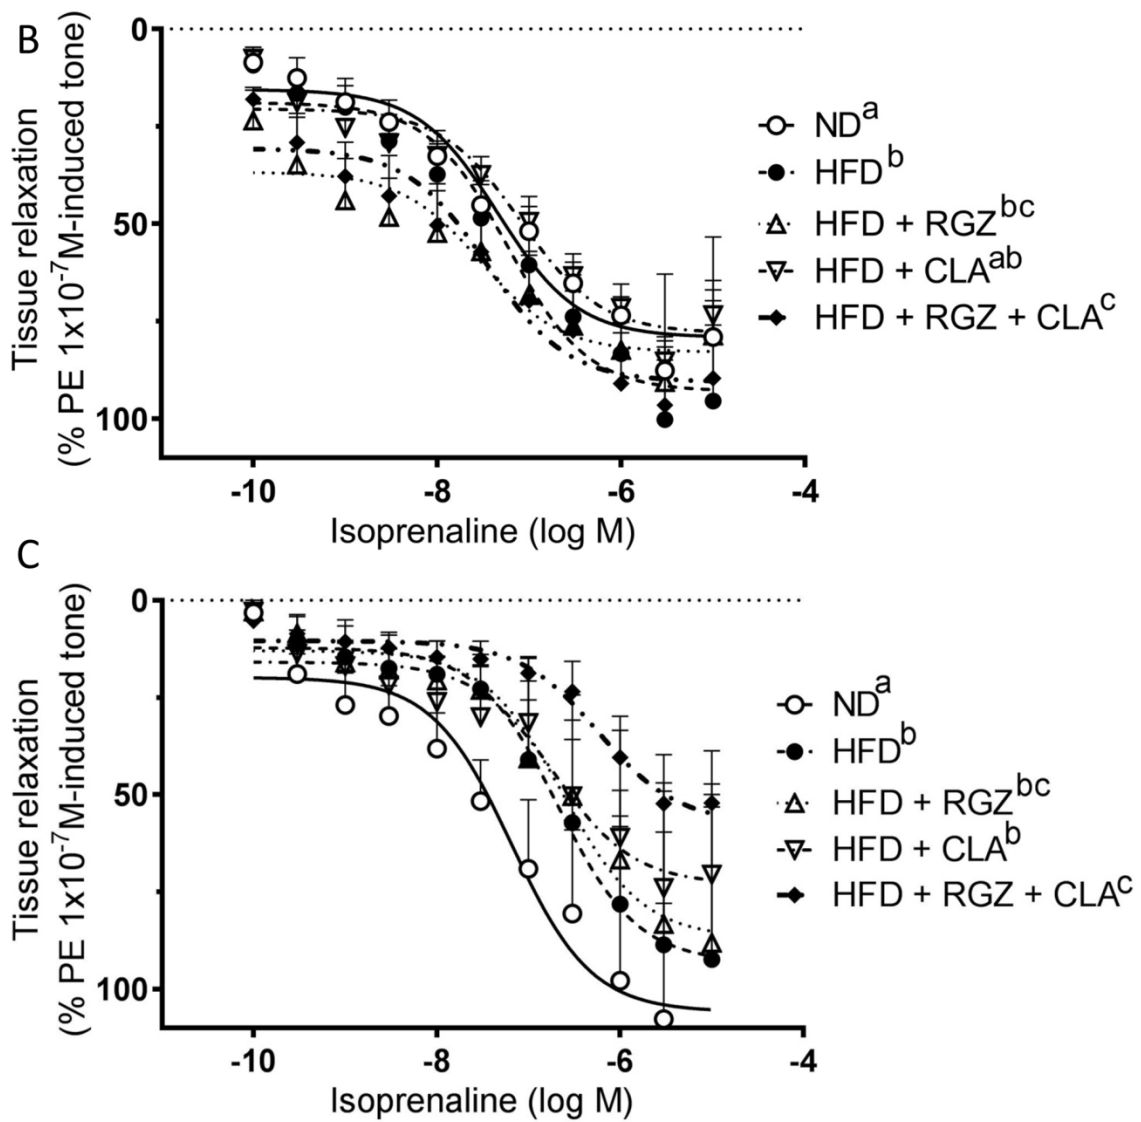 B
Tissue relaxation
(% PE 1x10⁻⁷M-induced tone)
0
50
100
-10 -8 -6 -4
Isoprenaline (log M)
NDᵃ
HFDᵇ
HFD + RGZᵇᶜ
HFD + CLAᵃᵇ
HFD + RGZ + CLAᶜ
C
Tissue relaxation
(% PE 1x10⁻⁷M-induced tone)
0
50
100
-10 -8 -6 -4
Isoprenaline (log M)
NDᵃ
HFDᵇ
HFD + RGZᵇᶜ
HFD + CLAᵇ
HFD + RGZ + CLAᶜ